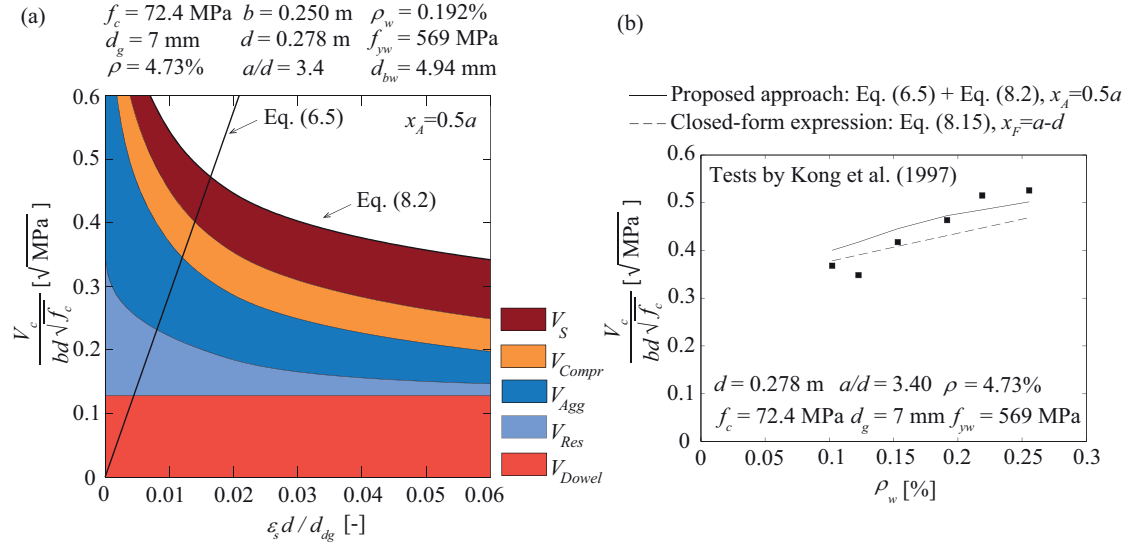 (a)
f_c = 72.4 MPa b = 0.250 m ρ_w = 0.192%
d_g = 7 mm d = 0.278 m f_yw = 569 MPa
ρ = 4.73% a/d = 3.4 d_bw = 4.94 mm
0.6
0.5
0.4
0.3
0.2
0.1
0
V_c / bd√f_c [√MPa]
Eq. (6.5)
x_A=0.5a
Eq. (8.2)
V_S
V_Compr
V_Agg
V_Res
V_Dowel
0 0.01 0.02 0.03 0.04 0.05 0.06
ε_s d / d_dg [-]
(b)
Proposed approach: Eq. (6.5) + Eq. (8.2), x_A=0.5a
Closed-form expression: Eq. (8.15), x_F=a-d
0.6
0.5
0.4
0.3
0.2
0.1
0
V_c / bd√f_c [√MPa]
Tests by Kong et al. (1997)
d = 0.278 m a/d = 3.40 ρ = 4.73%
f_c = 72.4 MPa d_g = 7 mm f_yw = 569 MPa
0 0.05 0.1 0.15 0.2 0.25 0.3
ρ_w [%]